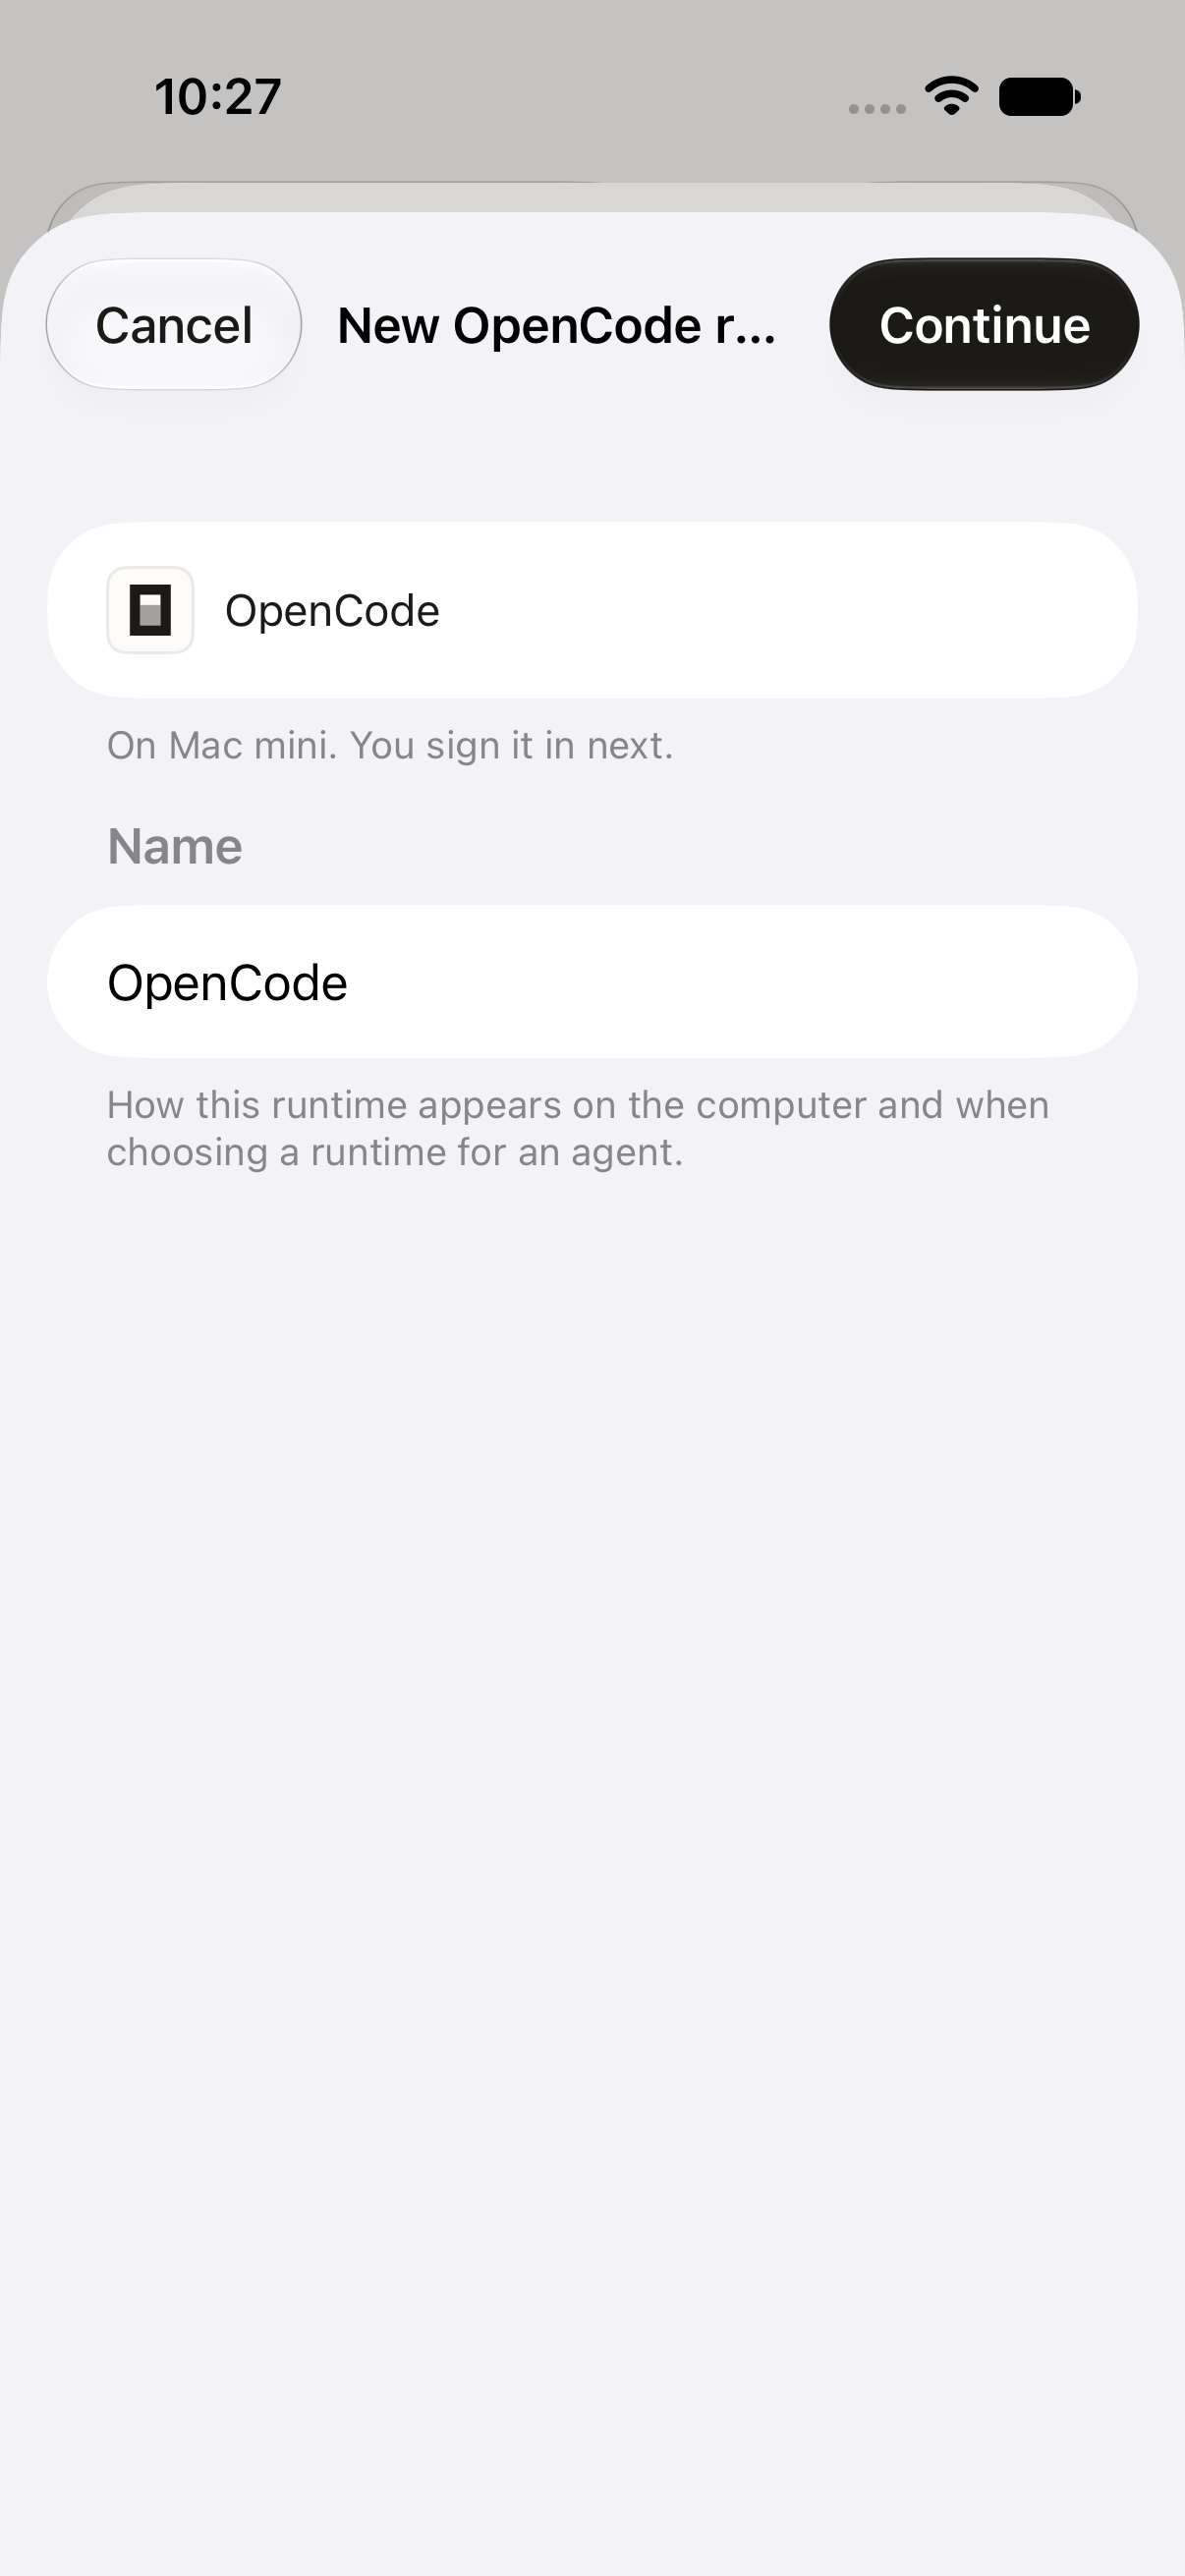 10:27
Cancel
New OpenCode r...
Continue
OpenCode
On Mac mini. You sign it in next.
Name
OpenCode
How this runtime appears on the computer and when
choosing a runtime for an agent.